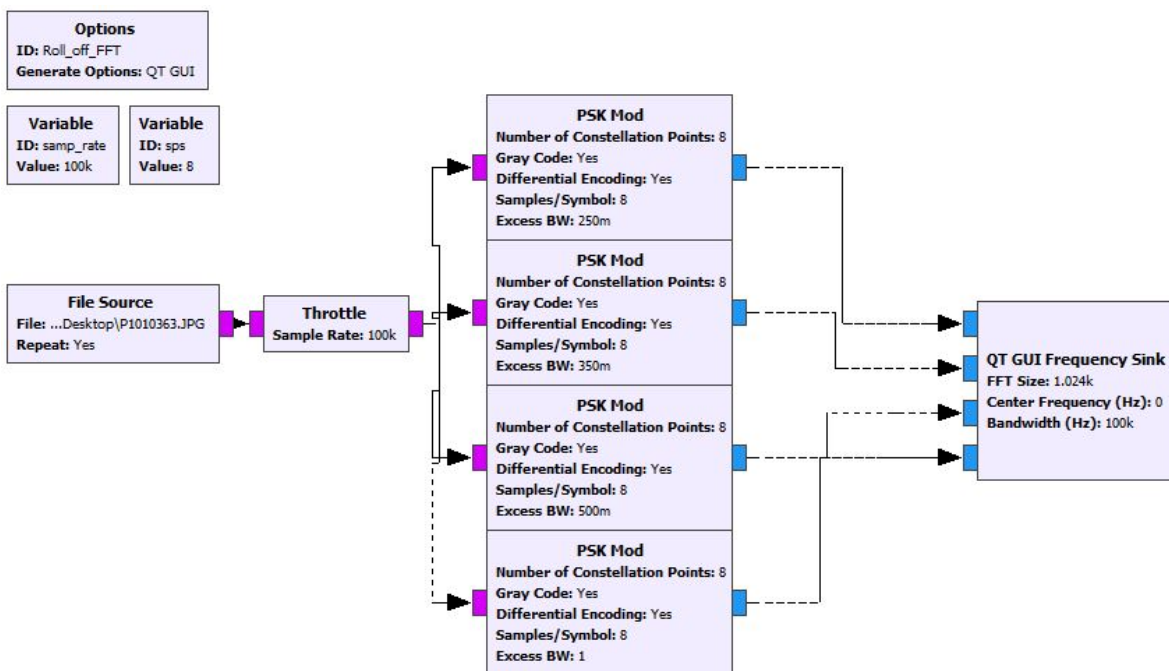 Options
ID: Roll_off_FFT
Generate Options: QT GUI
Variable
ID: samp_rate
Value: 100k
Variable
ID: sps
Value: 8
File Source
File: ...Desktop\P1010363.JPG
Repeat: Yes
Throttle
Sample Rate: 100k
PSK Mod
Number of Constellation Points: 8
Gray Code: Yes
Differential Encoding: Yes
Samples/Symbol: 8
Excess BW: 250m
PSK Mod
Number of Constellation Points: 8
Gray Code: Yes
Differential Encoding: Yes
Samples/Symbol: 8
Excess BW: 350m
PSK Mod
Number of Constellation Points: 8
Gray Code: Yes
Differential Encoding: Yes
Samples/Symbol: 8
Excess BW: 500m
PSK Mod
Number of Constellation Points: 8
Gray Code: Yes
Differential Encoding: Yes
Samples/Symbol: 8
Excess BW: 1
QT GUI Frequency Sink
FFT Size: 1.024k
Center Frequency (Hz): 0
Bandwidth (Hz): 100k